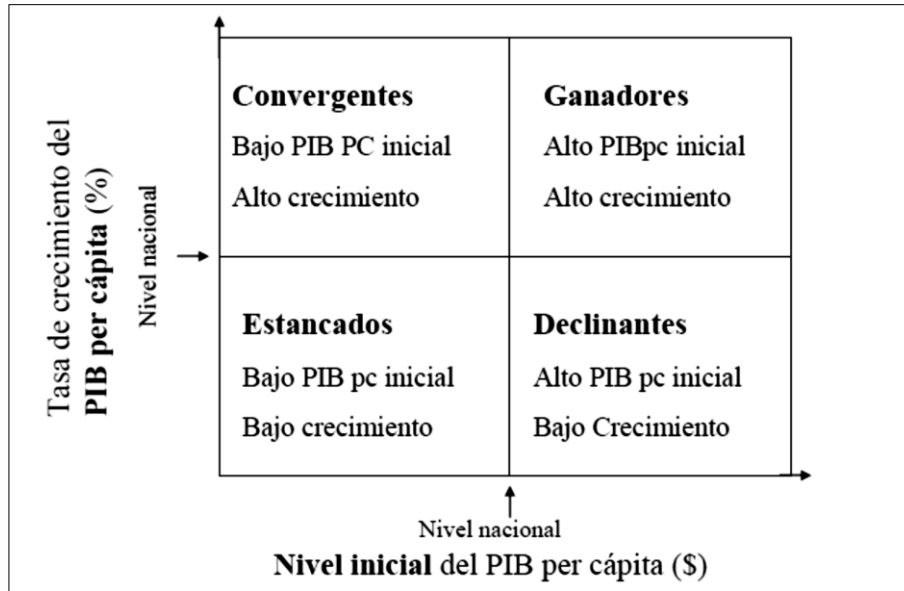 Tasa de crecimiento del
PIB per cápita (%)
Nivel nacional
Convergentes
Bajo PIB PC inicial
Alto crecimiento
Ganadores
Alto PIBpc inicial
Alto crecimiento
Estancados
Bajo PIB pc inicial
Bajo crecimiento
Declinantes
Alto PIB pc inicial
Bajo Crecimiento
Nivel nacional
Nivel inicial del PIB per cápita ($)